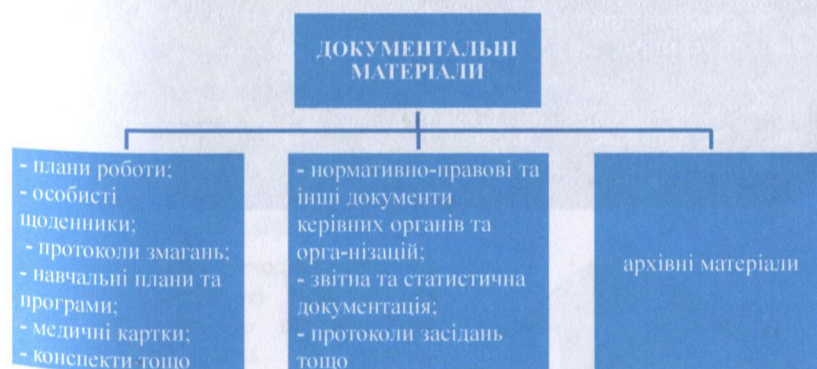 ДОКУМЕНТАЛЬНІ
МАТЕРІАЛИ
- плани роботи;
- особисті
щоденники;
- протоколи змагань;
- навчальні плани та
програми;
- медичні картки;
- конспекти тощо
- нормативно-правові та
інші документи
керівних органів та
орга-нізацій;
- звітна та статистична
документація;
- протоколи засідань
тощо
архівні матеріали